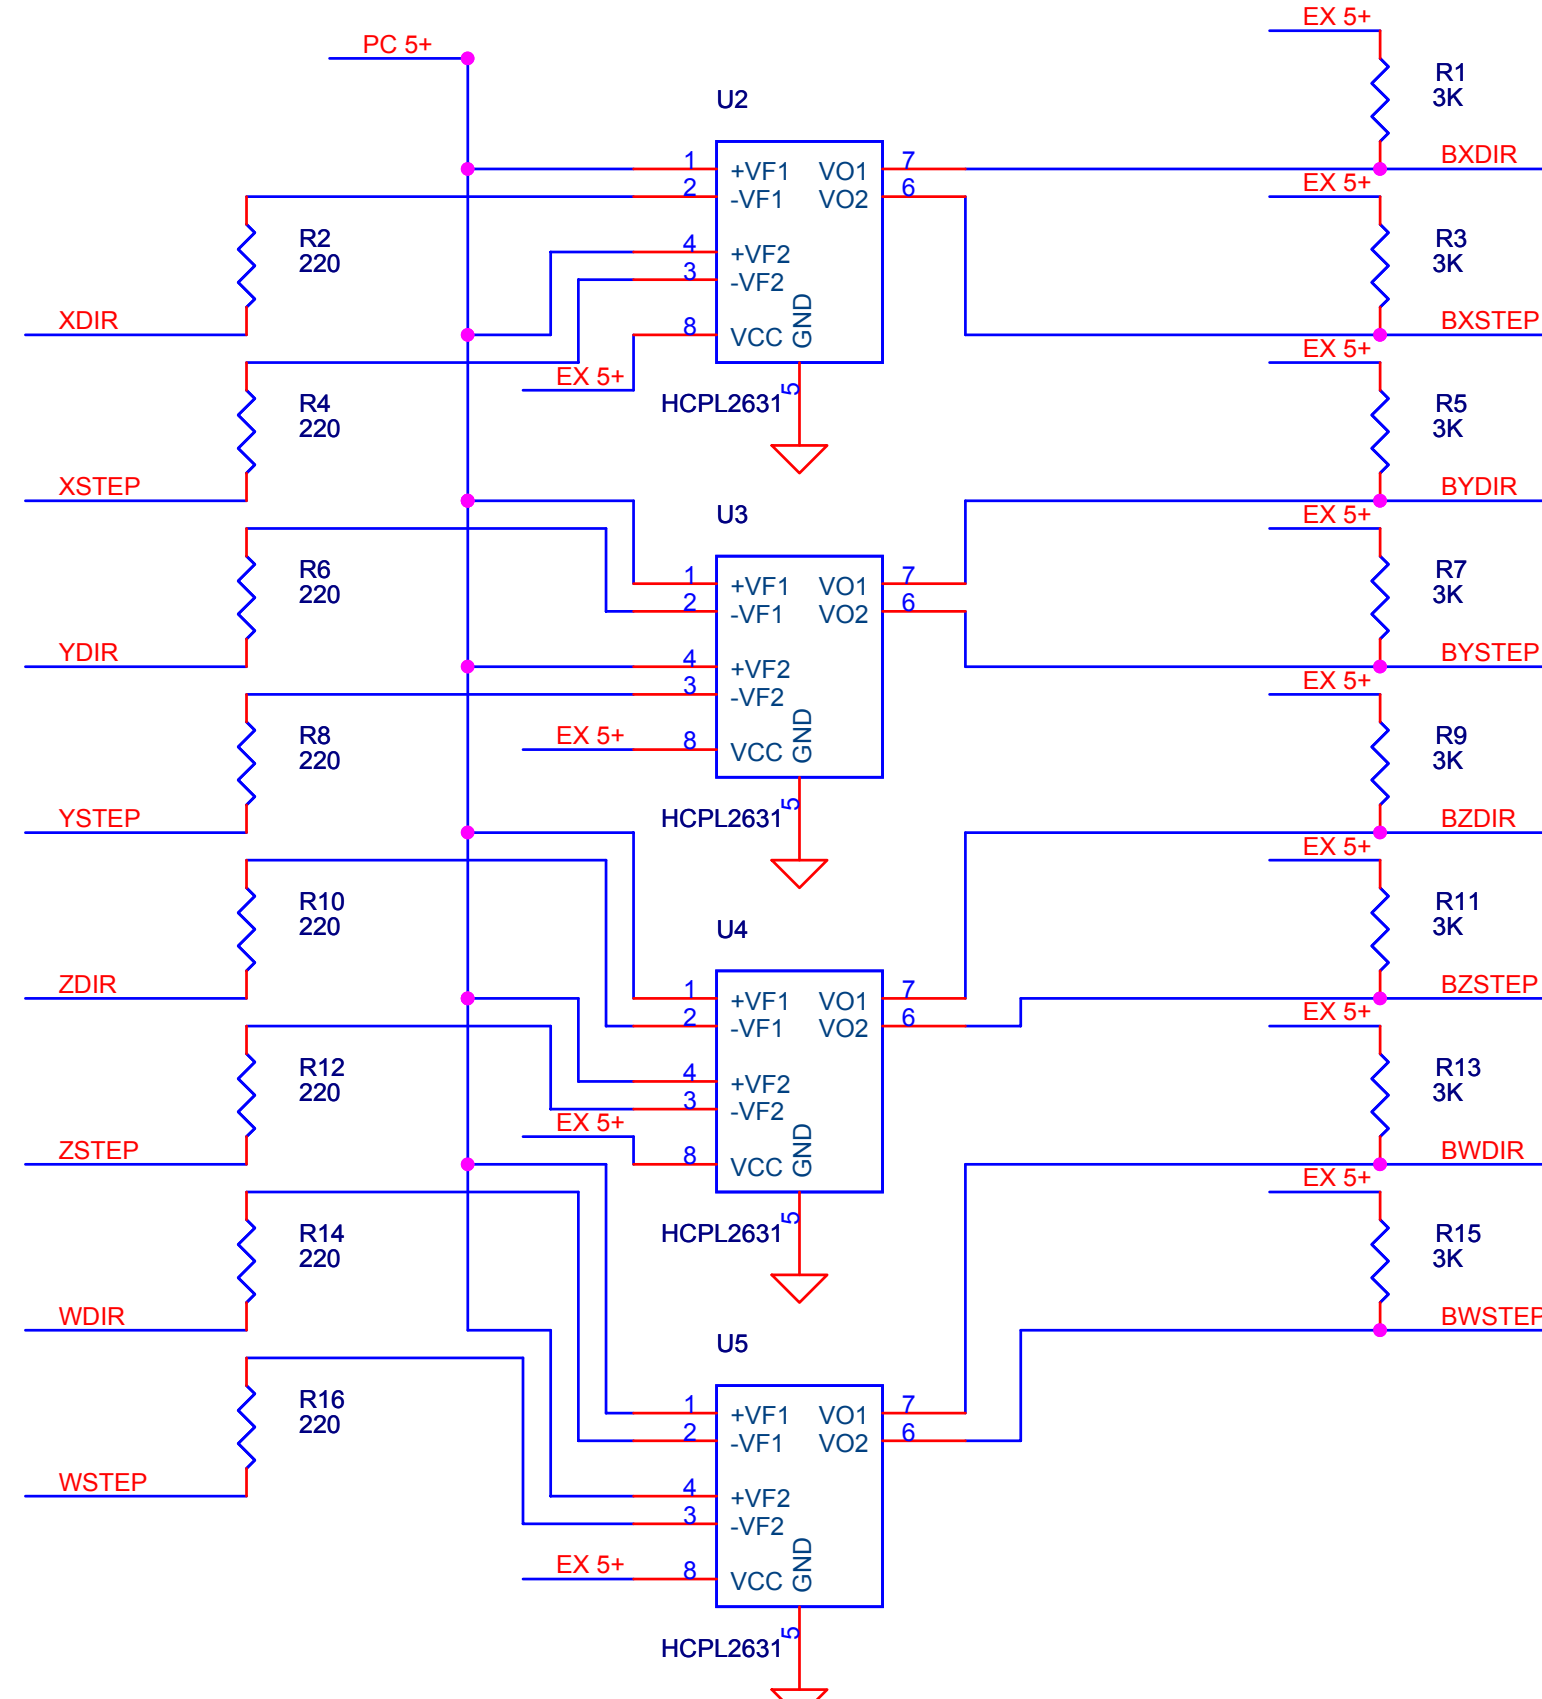 PC 5+
EX 5+
R1
3K
U2
1
+VF1
VO1
7
BXDIR
2
-VF1
VO2
6
EX 5+
R2
220
R3
3K
4
+VF2
3
-VF2
GND
XDIR
8
VCC
BXSTEP
EX 5+
EX 5+
R4
220
HCPL2631
5
R5
3K
XSTEP
BYDIR
U3
EX 5+
R6
220
1
+VF1
VO1
7
R7
3K
2
-VF1
VO2
6
YDIR
4
+VF2
BYSTEP
3
-VF2
EX 5+
R8
220
EX 5+
8
VCC
GND
R9
3K
YSTEP
HCPL2631
5
BZDIR
EX 5+
R10
220
U4
R11
3K
ZDIR
1
+VF1
VO1
7
BZSTEP
2
-VF1
VO2
6
EX 5+
R12
220
4
+VF2
R13
3K
3
-VF2
EX 5+
ZSTEP
8
VCC
GND
BWDIR
EX 5+
R14
220
HCPL2631
5
R15
3K
WDIR
U5
BWSTEP
R16
220
1
+VF1
VO1
7
2
-VF1
VO2
6
WSTEP
4
+VF2
3
-VF2
EX 5+
8
VCC
GND
HCPL2631
5